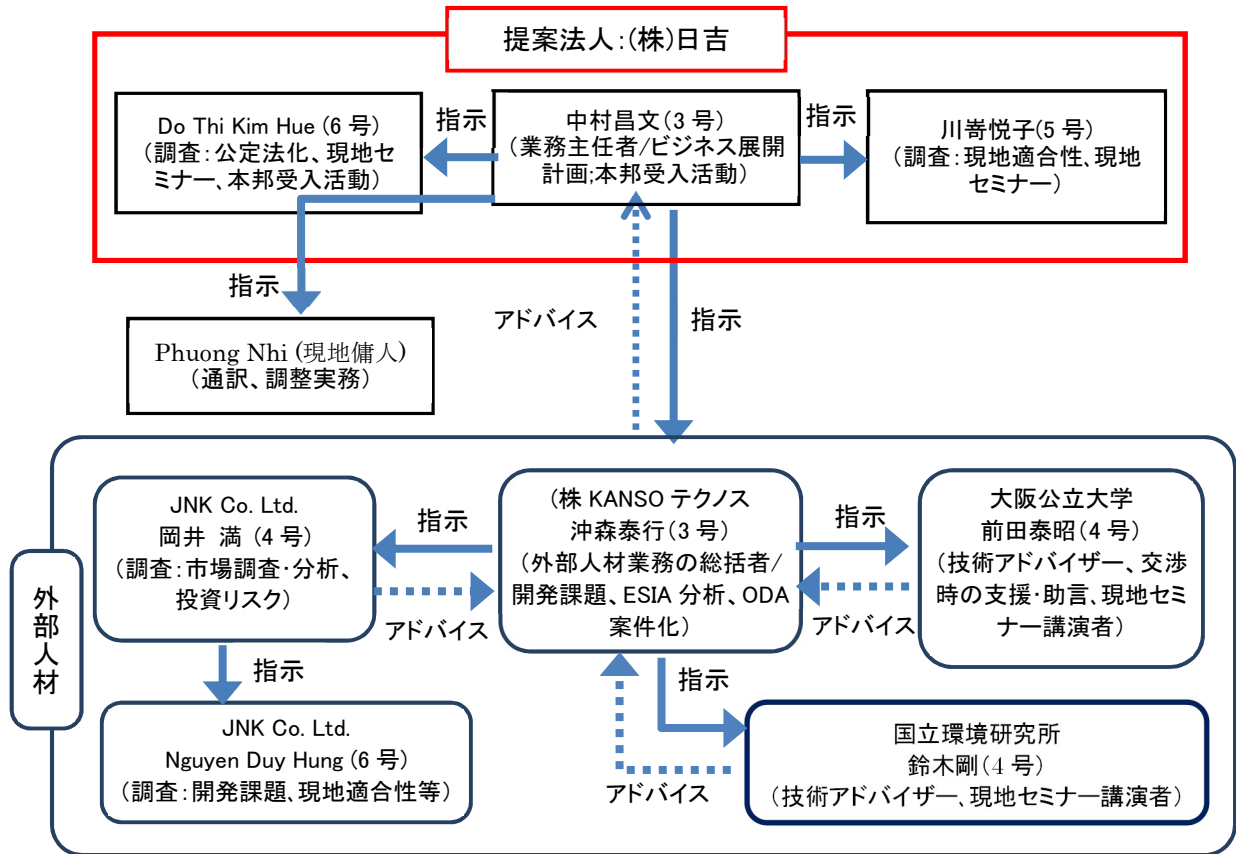 提案法人：(株)日吉
Do Thi Kim Hue (6 号)
(調査：公定法化、現地セ
ミナー、本邦受入活動)
指示
中村昌文(3 号)
(業務主任者/ビジネス展開
計画;本邦受入活動)
指示
川嵜悦子(5 号)
(調査：現地適合性、現地
セミナー)
指示
アドバイス
指示
Phuong Nhi (現地傭人)
(通訳、調整実務)
外部人材
JNK Co. Ltd.
岡井 満 (4 号)
(調査：市場調査・分析、
投資リスク)
指示
アドバイス
(株 KANSO テクノス
沖森泰行(3 号)
(外部人材業務の総括者/
開発課題、ESIA 分析、ODA
案件化)
指示
アドバイス
大阪公立大学
前田泰昭(4 号)
(技術アドバイザー、交渉
時の支援・助言、現地セミ
ナー講演者)
指示
指示
アドバイス
JNK Co. Ltd.
Nguyen Duy Hung (6 号)
(調査：開発課題、現地適合性等)
国立環境研究所
鈴木剛(4 号)
(技術アドバイザー、現地セミナー講演者)